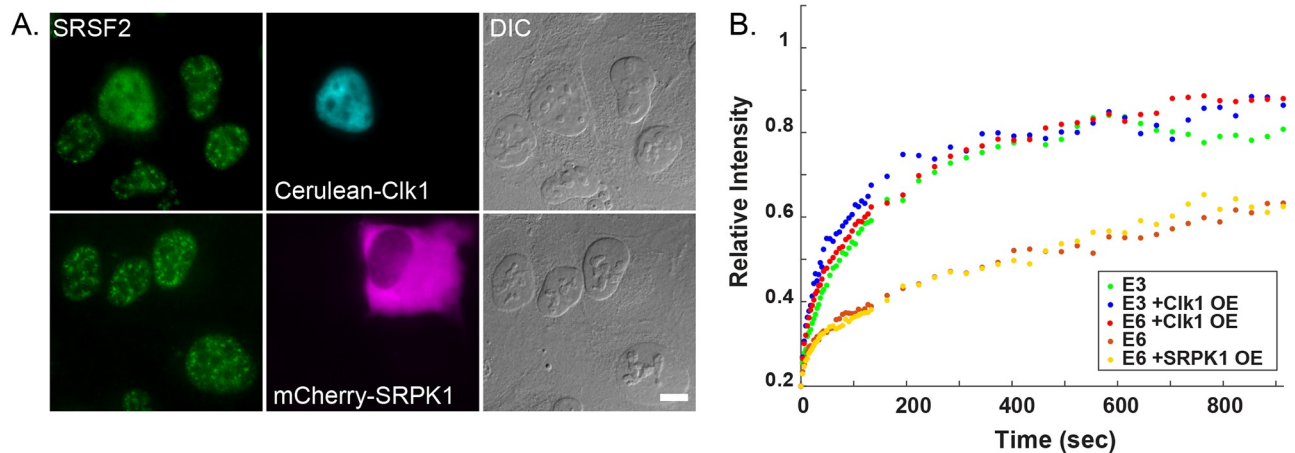 A.
SRSF2
DIC
Cerulean-Clk1
mCherry-SRPK1
B.
1
0.8
0.6
0.4
0.2
Relative Intensity
0 200 400 600 800
Time (sec)
E3
E3 +Clk1 OE
E6 +Clk1 OE
E6
E6 +SRPK1 OE